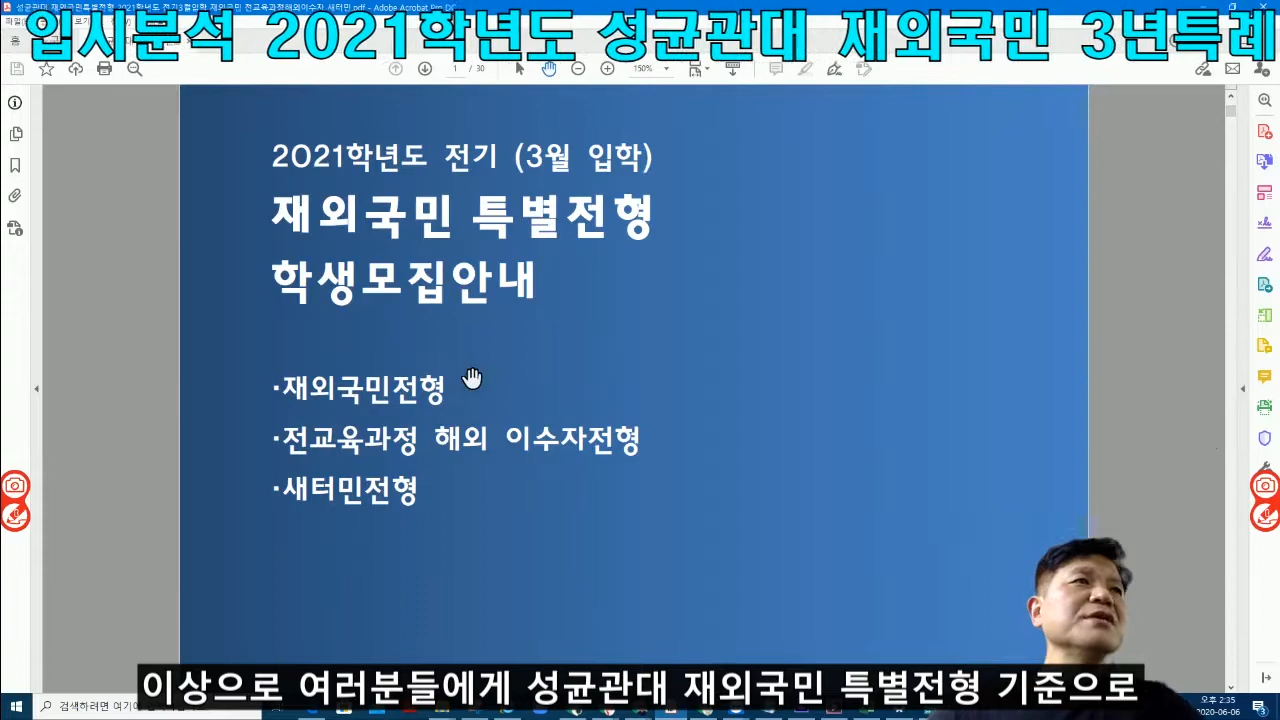 성균관대 재외국민특별전형 2021학년도 전기3월입학 재외국민 전교육과정해외이수자 새터민.pdf - Adobe Acrobat Pro DC
입시분석 2021학년도 성균관대 재외국민 3년특례
1 / 30
150%
2021학년도 전기 (3월 입학)
재외국민 특별전형
학생모집안내
·재외국민전형
·전교육과정 해외 이수자전형
·새터민전형
이상으로 여러분들에게 성균관대 재외국민 특별전형 기준으로
검색하려면 여기에
오후 2:35
2020-06-06